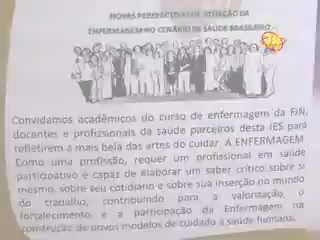 NOVAS PERSPECTIVAS DE ATUAÇÃO DA
ENFERMAGEM NO CENÁRIO DE SAÚDE BRASILEIRO
Convidamos acadêmicos do curso de enfermagem da FJN,
docentes e profissionais da saúde parceiros desta IES para
refletirem a mais bela das artes do cuidar A ENFERMAGEM
Como uma profissão, requer um profissional em saúde
participativo e capaz de elaborar um saber crítico sobre si
mesmo, sobre seu cotidiano e sobre sua inserção no mundo
do trabalho, contribuindo para a valorização, o
fortalecimento e a participação da Enfermagem na
construção de novos modelos de cuidado à saúde humana.